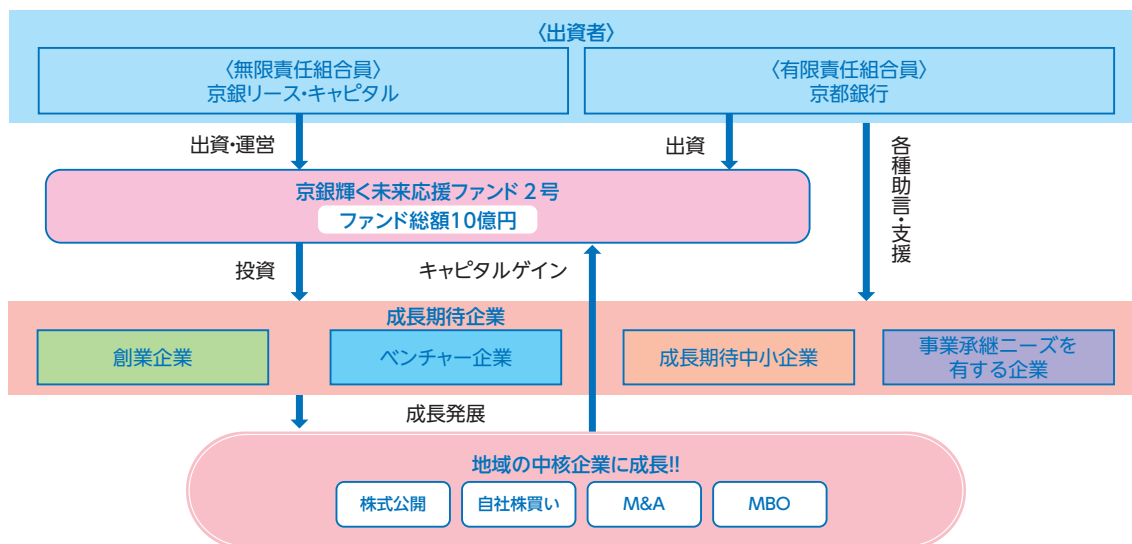 〈出資者〉
〈無限責任組合員〉
京銀リース・キャピタル
〈有限責任組合員〉
京都銀行
出資・運営
出資
各種助言・支援
京銀輝く未来応援ファンド2号
ファンド総額10億円
投資
キャピタルゲイン
成長期待企業
創業企業
ベンチャー企業
成長期待中小企業
事業承継ニーズを
有する企業
成長発展
地域の中核企業に成長!!
株式公開
自社株買い
M&A
MBO